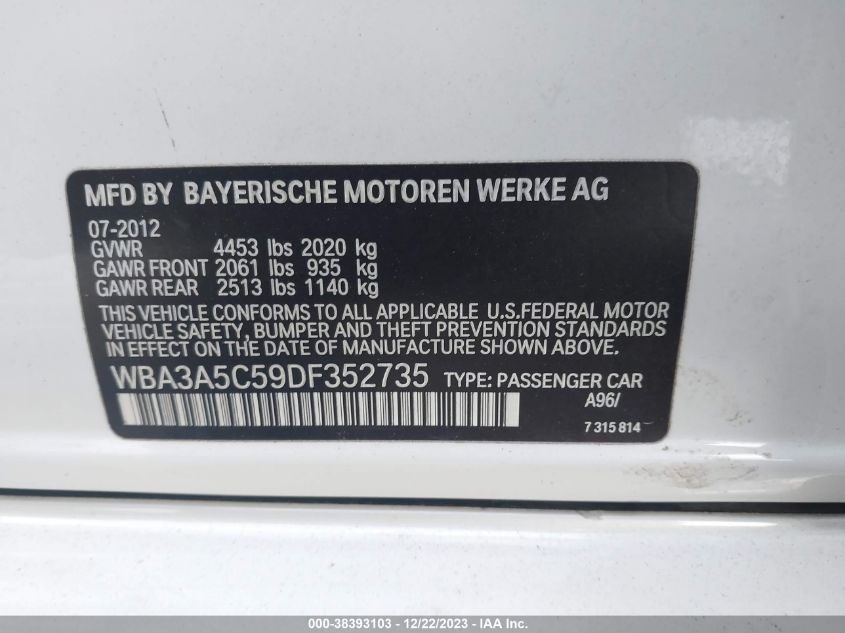 MFD BY BAYERISCHE MOTOREN WERKE AG
07-2012
GVWR 4453 lbs 2020 kg
GAWR FRONT 2061 lbs 935 kg
GAWR REAR 2513 lbs 1140 kg
THIS VEHICLE CONFORMS TO ALL APPLICABLE U.S.FEDERAL MOTOR
VEHICLE SAFETY, BUMPER AND THEFT PREVENTION STANDARDS
IN EFFECT ON THE DATE OF MANUFACTURE SHOWN ABOVE.
WBA3A5C59DF352735 TYPE: PASSENGER CAR
A96/
7 315 814
000-38393103 - 12/22/2023 - IAA Inc.